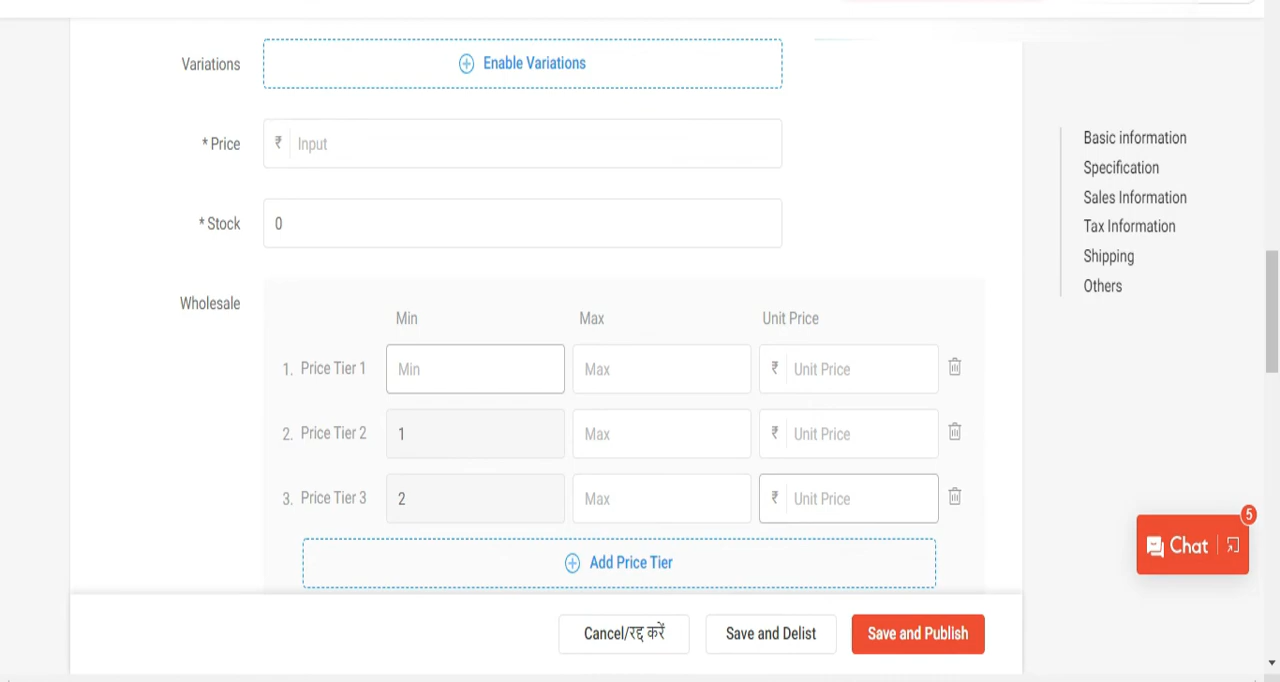 Variations
Enable Variations
* Price
₹ Input
* Stock
0
Wholesale
Min Max Unit Price
1. Price Tier 1 Min Max ₹ Unit Price
2. Price Tier 2 1 Max ₹ Unit Price
3. Price Tier 3 2 Max ₹ Unit Price
Add Price Tier
Cancel/रद्द करें Save and Delist Save and Publish
Basic information
Specification
Sales Information
Tax Information
Shipping
Others
5
Chat